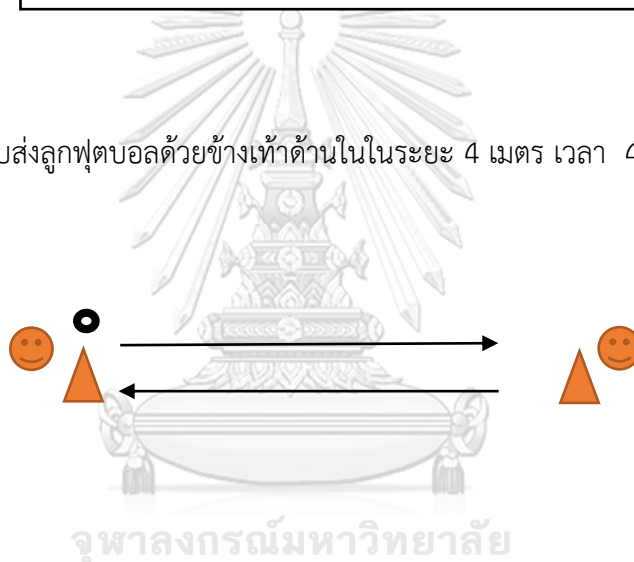 บส่งลูกฟุตบอลด้วยข้างเท้าด้านในในระยะ 4 เมตร เวลา
จุฬาลงกรณ์มหาวิทยาลัย